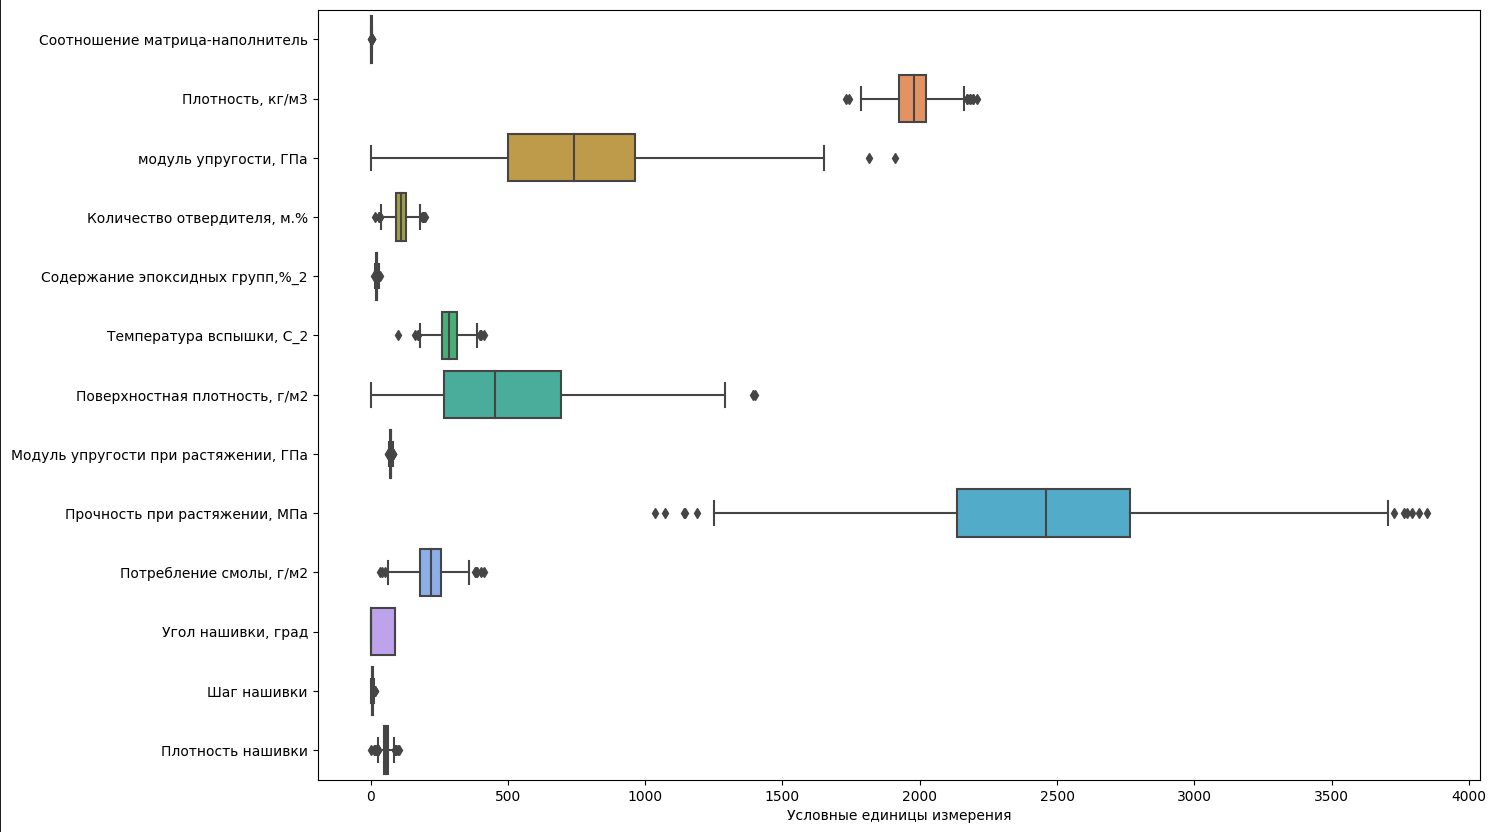 Соотношение матрица-наполнитель
Плотность, кг/м3
модуль упругости, ГПа
Количество отвердителя, м.%
Содержание эпоксидных групп,%_2
Температура вспышки, С_2
Поверхностная плотность, г/м2
Модуль упругости при растяжении, ГПа
Прочность при растяжении, МПа
Потребление смолы, г/м2
Угол нашивки, град
Шаг нашивки
Плотность нашивки
0 500 1000 1500 2000 2500 3000 3500 4000
Условные единицы измерения